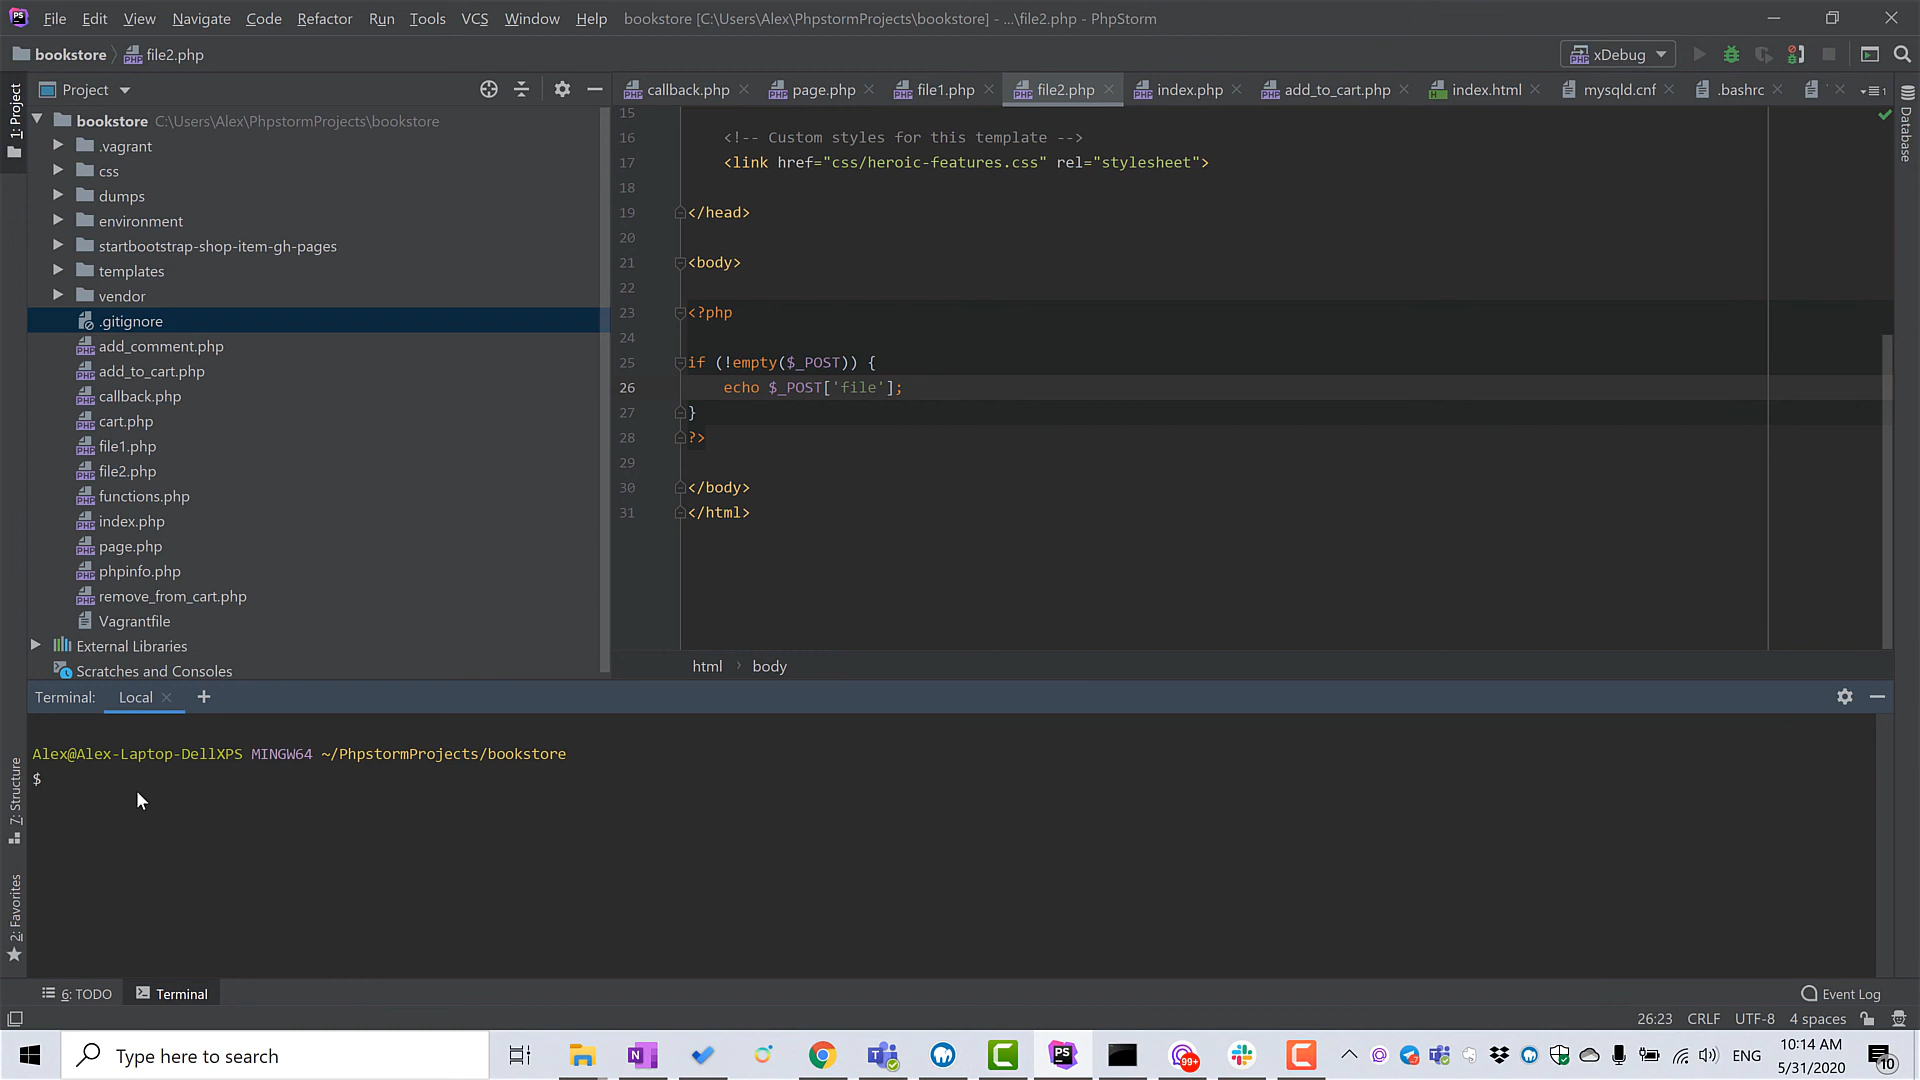 PS File Edit View Navigate Code Refactor Run Tools VCS Window Help bookstore [C:\Users\Alex\PhpstormProjects\bookstore] - ...\file2.php - PhpStorm
bookstore file2.php xDebug
1: Project
Project
callback.php page.php file1.php file2.php index.php add_to_cart.php index.html mysqld.cnf .bashrc
Database
bookstore C:\Users\Alex\PhpstormProjects\bookstore
.vagrant
css
dumps
environment
startbootstrap-shop-item-gh-pages
templates
vendor
.gitignore
add_comment.php
add_to_cart.php
callback.php
cart.php
file1.php
file2.php
functions.php
index.php
page.php
phpinfo.php
remove_from_cart.php
Vagrantfile
External Libraries
Scratches and Consoles
15
16 <!-- Custom styles for this template -->
17 <link href="css/heroic-features.css" rel="stylesheet">
18
19 </head>
20
21 <body>
22
23 <?php
24
25 if (!empty($_POST)) {
26 echo $_POST['file'];
27 }
28 ?>
29
30 </body>
31 </html>
html body
Terminal: Local +
Alex@Alex-Laptop-DellXPS MINGW64 ~/PhpstormProjects/bookstore
$
7: Structure
2: Favorites
6: TODO Terminal Event Log
26:23 CRLF UTF-8 4 spaces
Type here to search
PS
99+
ENG
10:14 AM
5/31/2020
10